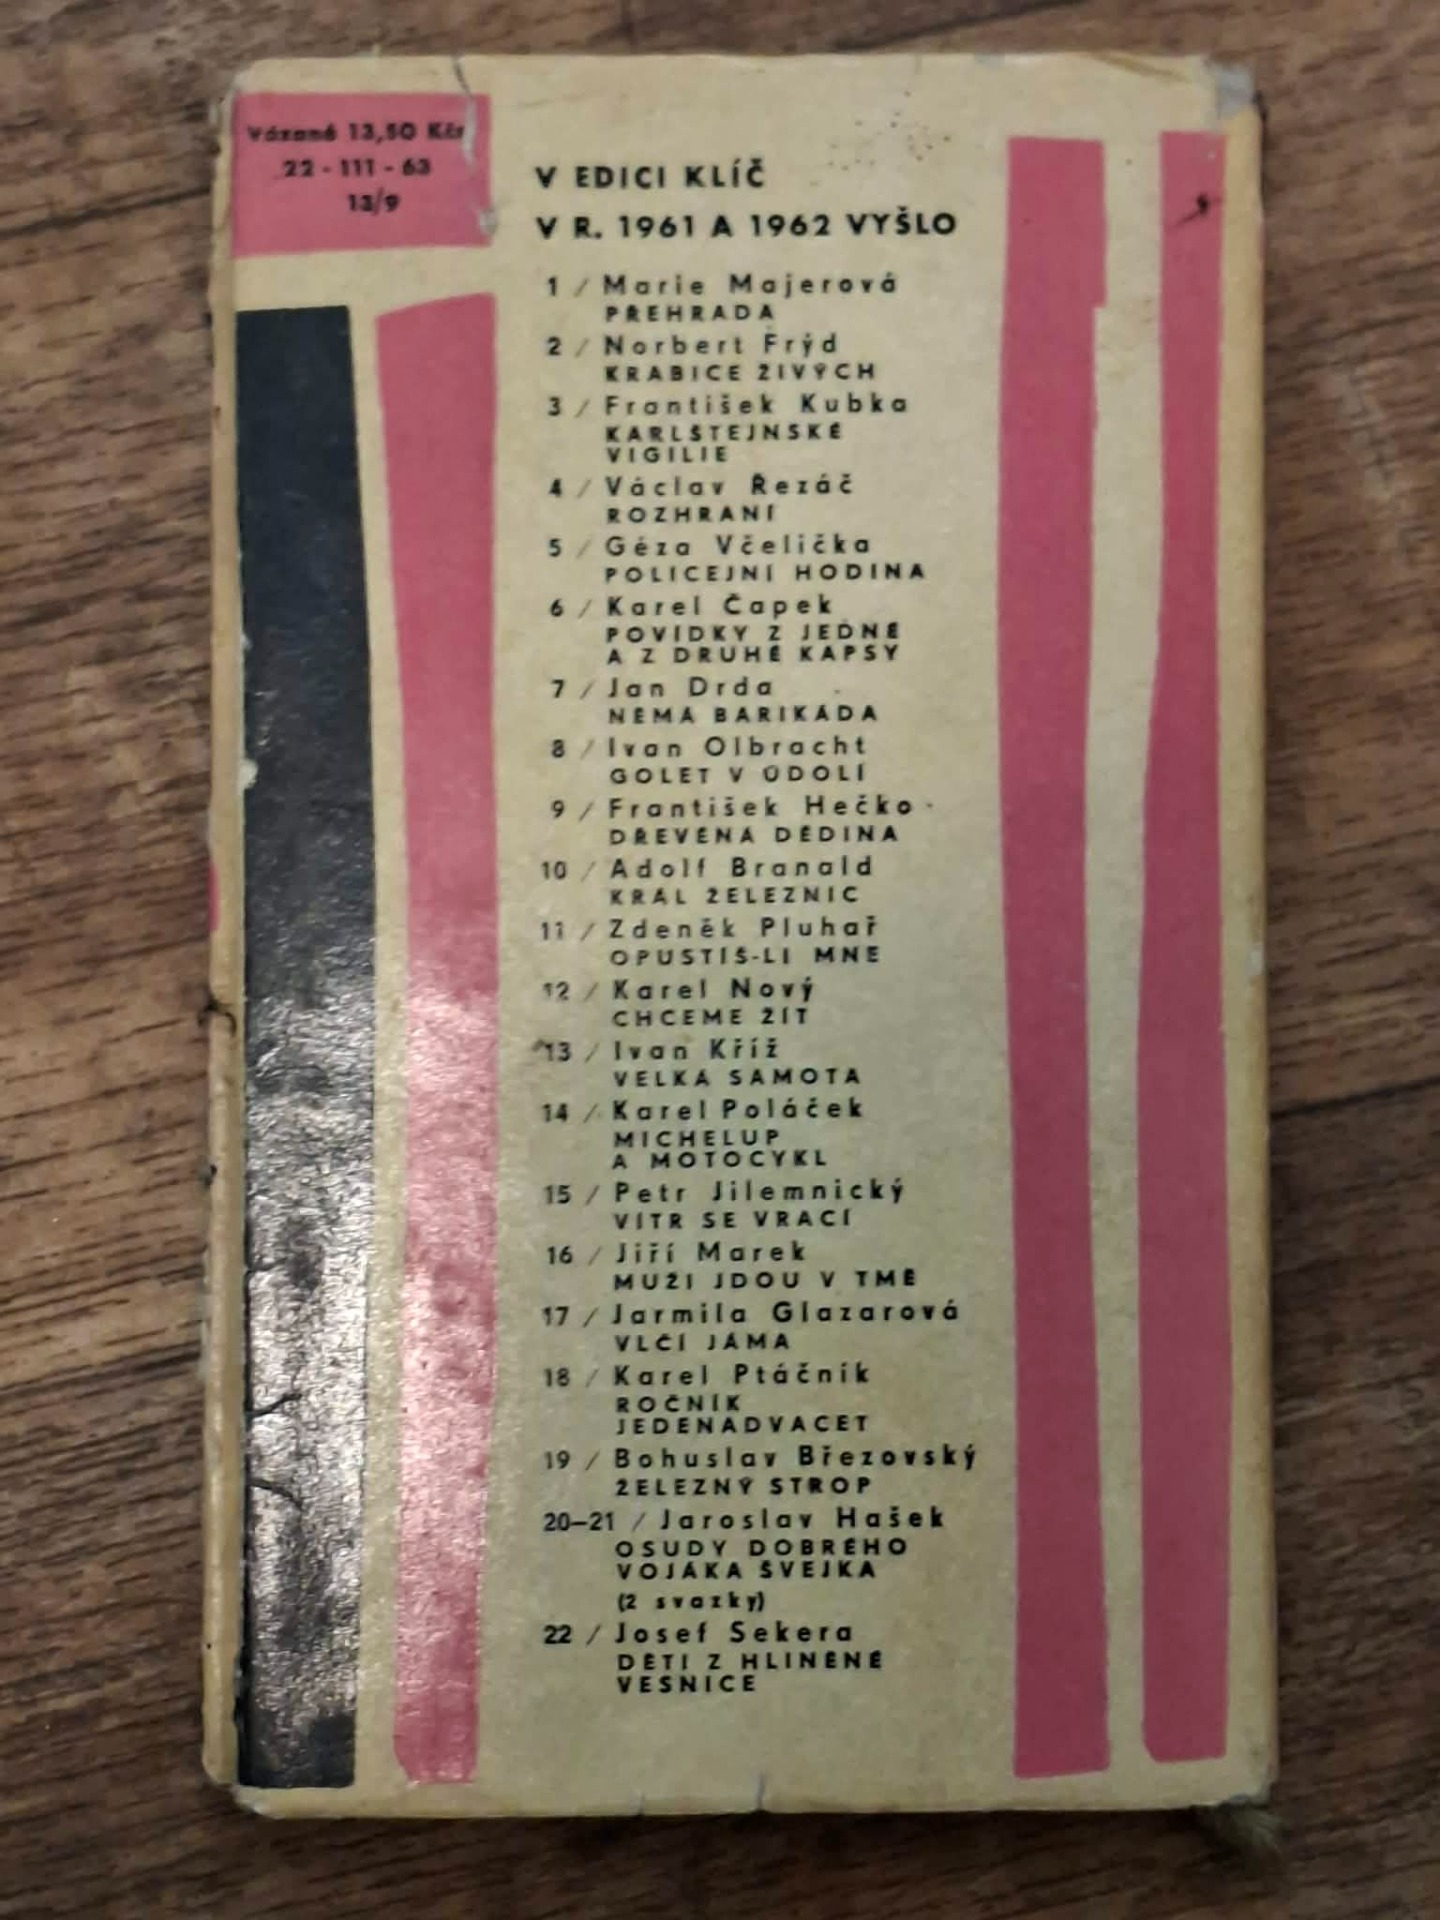 Vázané 13,50 Kčs
22 - 111 - 63
13/9
V EDICI KLÍČ
V R. 1961 A 1962 VYŠLO
1 / Marie Majerová
PŘEHRADA
2 / Norbert Frýd
KRABICE ŽIVÝCH
3 / František Kubka
KARLŠTEJNSKÉ
VIGILIE
4 / Václav Řezáč
ROZHRANÍ
5 / Géza Včelička
POLICEJNÍ HODINA
6 / Karel Čapek
POVÍDKY Z JEDNÉ
A Z DRUHÉ KAPSY
7 / Jan Drda
NĚMÁ BARIKÁDA
8 / Ivan Olbracht
GOLET V ÚDOLÍ
9 / František Hečko
DŘEVĚNÁ DĚDINA
10 / Adolf Branald
KRÁL ŽELEZNIC
11 / Zdeněk Pluhař
OPUSTÍŠ-LI MNE
12 / Karel Nový
CHCEME ŽÍT
13 / Ivan Kříž
VELKÁ SAMOTA
14 / Karel Poláček
MICHELUP
A MOTOCYKL
15 / Petr Jilemnický
VÍTR SE VRACÍ
16 / Jiří Marek
MUŽI JDOU V TMĚ
17 / Jarmila Glazarová
VLČÍ JÁMA
18 / Karel Ptáčník
ROČNÍK
JEDENADVACET
19 / Bohuslav Březovský
ŽELEZNÝ STROP
20–21 / Jaroslav Hašek
OSUDY DOBRÉHO
VOJÁKA ŠVEJKA
(2 svazky)
22 / Josef Sekera
DĚTI Z HLINĚNÉ
VESNICE